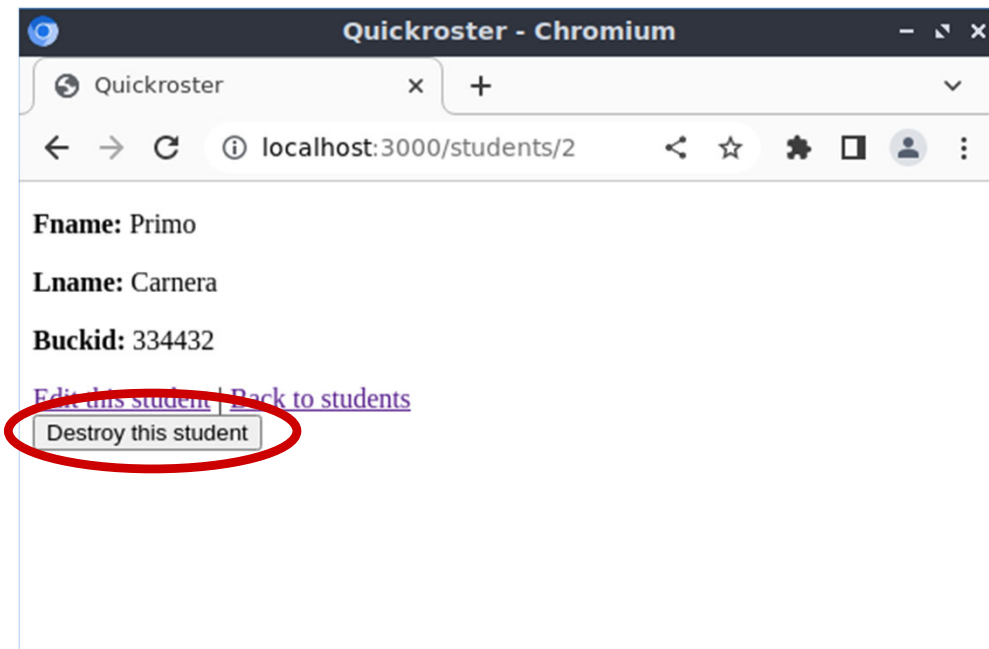 Quickroster - Chromium
Quickroster
localhost:3000/students/2
Fname: Primo
Lname: Carnera
Buckid: 334432
Edit this student | Back to students
Destroy this student